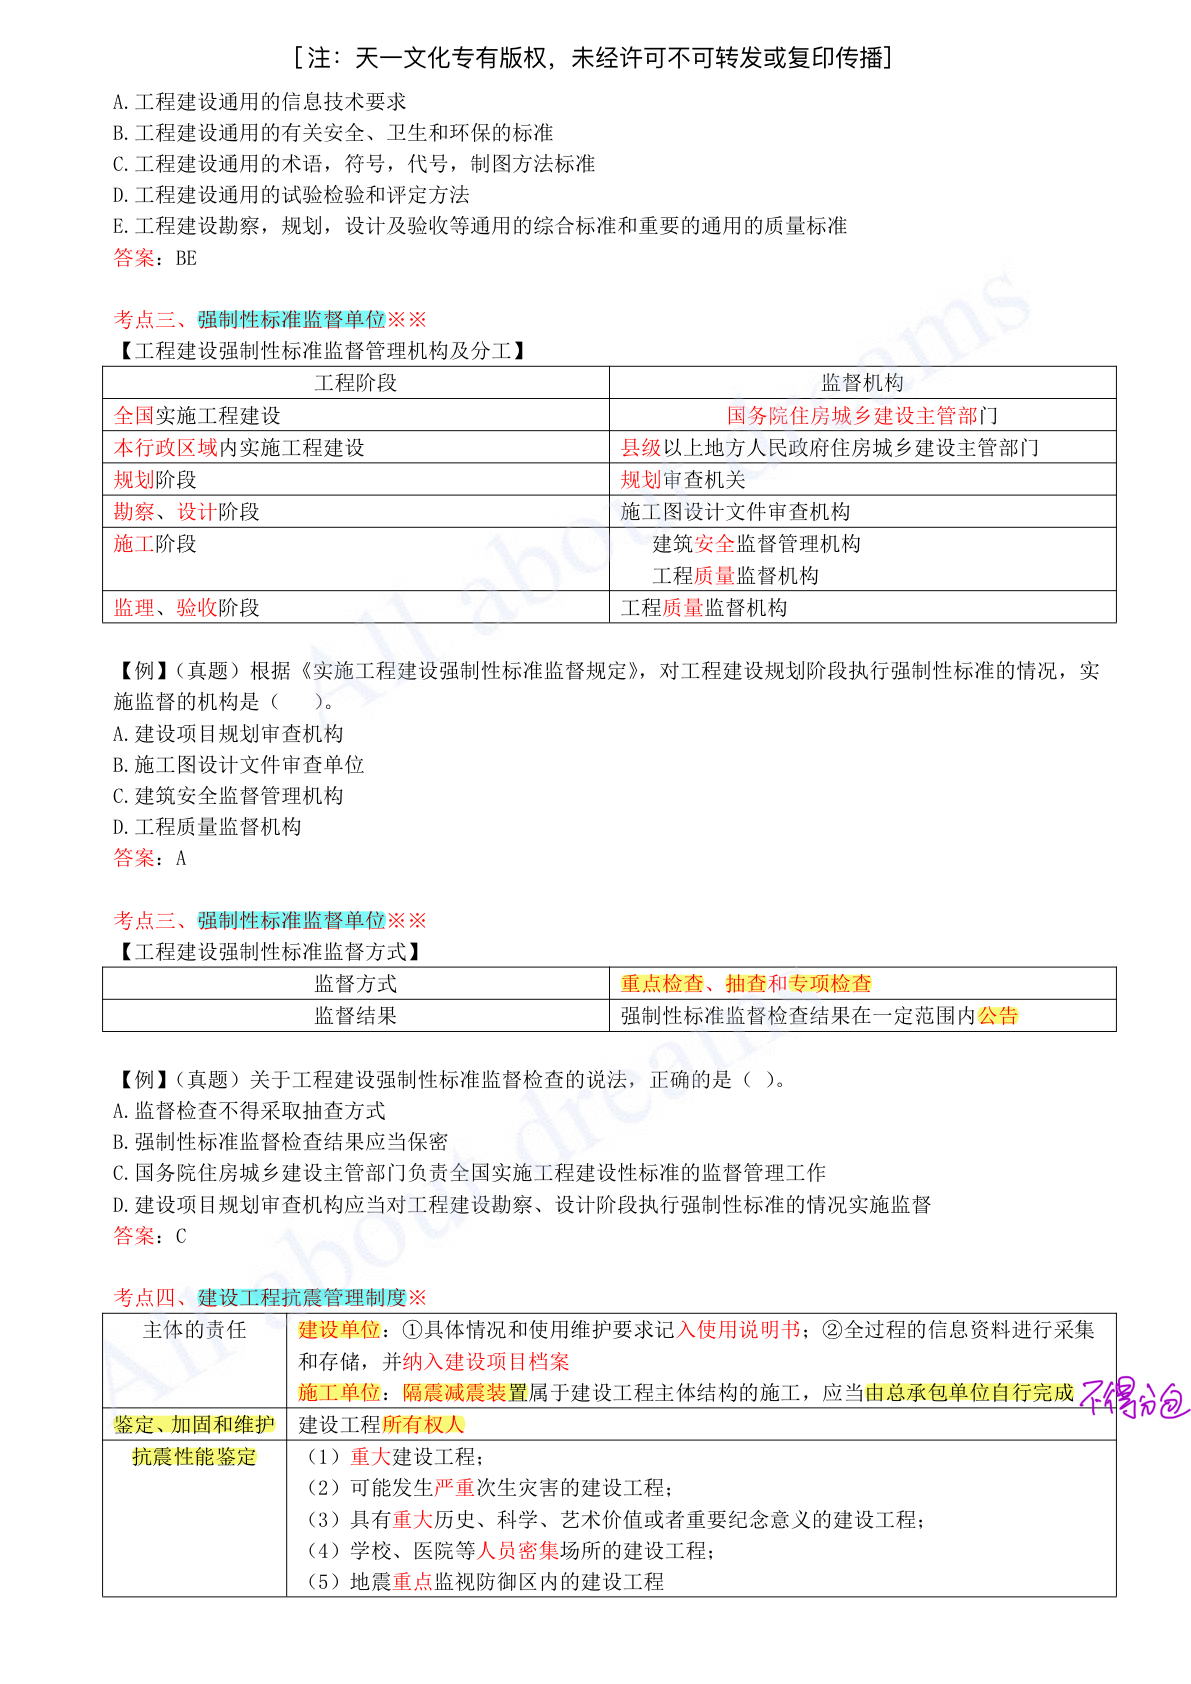 [注：天一文化专有版权，未经许可不可转发或复印传播]
A.工程建设通用的信息技术要求
B.工程建设通用的有关安全、卫生和环保的标准
C.工程建设通用的术语，符号，代号，制图方法标准
D.工程建设通用的试验检验和评定方法
E.工程建设勘察，规划，设计及验收等通用的综合标准和重要的通用的质量标准
答案：BE
考点三、强制性标准监督单位※※
【工程建设强制性标准监督管理机构及分工】
工程阶段 监督机构
全国实施工程建设 国务院住房城乡建设主管部门
本行政区域内实施工程建设 县级以上地方人民政府住房城乡建设主管部门
规划阶段 规划审查机关
勘察、设计阶段 施工图设计文件审查机构
施工阶段 建筑安全监督管理机构
工程质量监督机构
监理、验收阶段 工程质量监督机构
【例】（真题）根据《实施工程建设强制性标准监督规定》，对工程建设规划阶段执行强制性标准的情况，实
施监督的机构是（ ）。
A.建设项目规划审查机构
B.施工图设计文件审查单位
C.建筑安全监督管理机构
D.工程质量监督机构
答案：A
考点三、强制性标准监督单位※※
【工程建设强制性标准监督方式】
监督方式 重点检查、抽查和专项检查
监督结果 强制性标准监督检查结果在一定范围内公告
【例】（真题）关于工程建设强制性标准监督检查的说法，正确的是（ ）。
A.监督检查不得采取抽查方式
B.强制性标准监督检查结果应当保密
C.国务院住房城乡建设主管部门负责全国实施工程建设性标准的监督管理工作
D.建设项目规划审查机构应当对工程建设勘察、设计阶段执行强制性标准的情况实施监督
答案：C
考点四、建设工程抗震管理制度※
主体的责任 建设单位：①具体情况和使用维护要求记入使用说明书；②全过程的信息资料进行采集
和存储，并纳入建设项目档案
施工单位：隔震减震装置属于建设工程主体结构的施工，应当由总承包单位自行完成 不得分包
鉴定、加固和维护 建设工程所有权人
抗震性能鉴定 （1）重大建设工程；
（2）可能发生严重次生灾害的建设工程；
（3）具有重大历史、科学、艺术价值或者重要纪念意义的建设工程；
（4）学校、医院等人员密集场所的建设工程；
（5）地震重点监视防御区内的建设工程
All about dreams
All about dreams